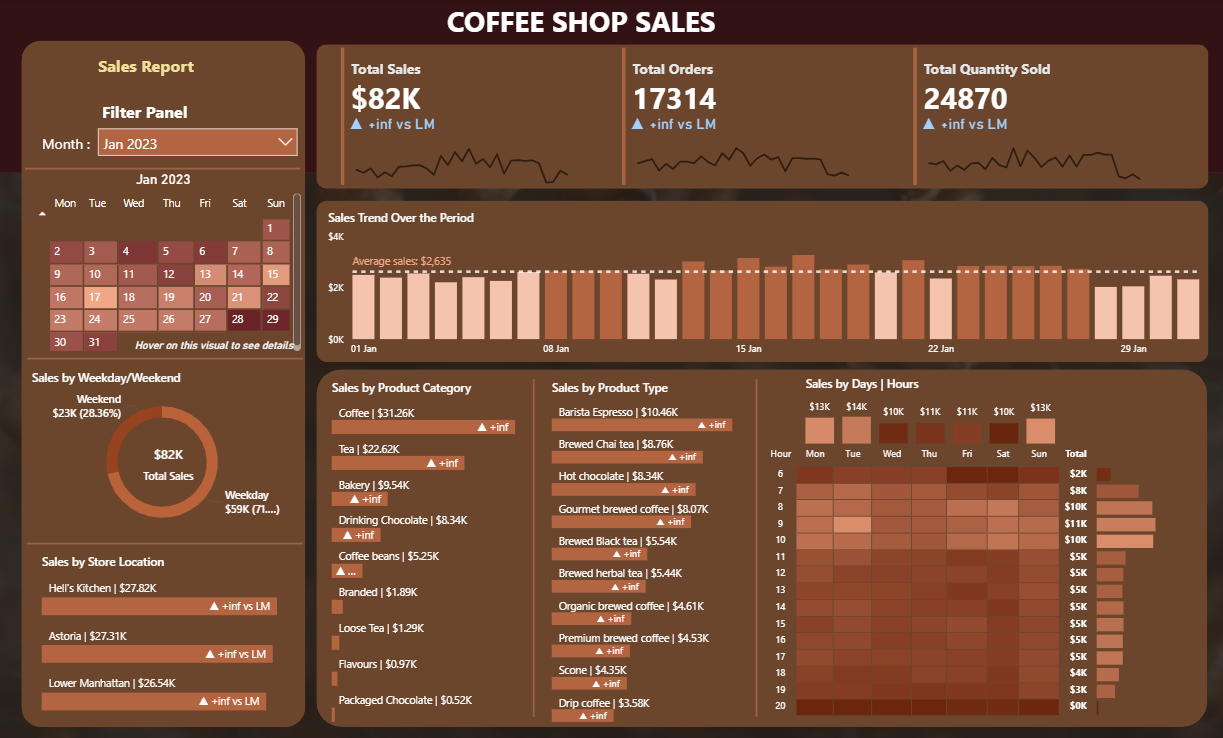 COFFEE SHOP SALES
Sales Report
Filter Panel
Month : Jan 2023
Jan 2023
Mon Tue Wed Thu Fri Sat Sun
1
2 3 4 5 6 7 8
9 10 11 12 13 14 15
16 17 18 19 20 21 22
23 24 25 26 27 28 29
30 31
Hover on this visual to see details.
Sales by Weekday/Weekend
Weekend
$23K (28.36%)
$82K
Total Sales
Weekday
$59K (71....)
Sales by Store Location
Hell's Kitchen | $27.82K
▲ +inf vs LM
Astoria | $27.31K
▲ +inf vs LM
Lower Manhattan | $26.54K
▲ +inf vs LM
Total Sales
$82K
▲ +inf vs LM
Total Orders
17314
▲ +inf vs LM
Total Quantity Sold
24870
▲ +inf vs LM
Sales Trend Over the Period
$4K
Average sales: $2,635
$2K
$0K
01 Jan 08 Jan 15 Jan 22 Jan 29 Jan
Sales by Product Category
Coffee | $31.26K
▲ +inf
Tea | $22.62K
▲ +inf
Bakery | $9.54K
▲ +inf
Drinking Chocolate | $8.34K
▲ +inf
Coffee beans | $5.25K
▲ ...
Branded | $1.89K
Loose Tea | $1.29K
Flavours | $0.97K
Packaged Chocolate | $0.52K
Sales by Product Type
Barista Espresso | $10.46K
▲ +inf
Brewed Chai tea | $8.76K
▲ +inf
Hot chocolate | $8.34K
▲ +inf
Gourmet brewed coffee | $8.07K
▲ +inf
Brewed Black tea | $5.54K
▲ +inf
Brewed herbal tea | $5.44K
▲ +inf
Organic brewed coffee | $4.61K
▲ +inf
Premium brewed coffee | $4.53K
▲ +inf
Scone | $4.35K
▲ +inf
Drip coffee | $3.58K
▲ +inf
Sales by Days | Hours
$13K $14K $10K $11K $11K $10K $13K
Hour Mon Tue Wed Thu Fri Sat Sun Total
6 $2K
7 $8K
8 $10K
9 $11K
10 $10K
11 $5K
12 $5K
13 $5K
14 $5K
15 $5K
16 $5K
17 $5K
18 $4K
19 $3K
20 $0K